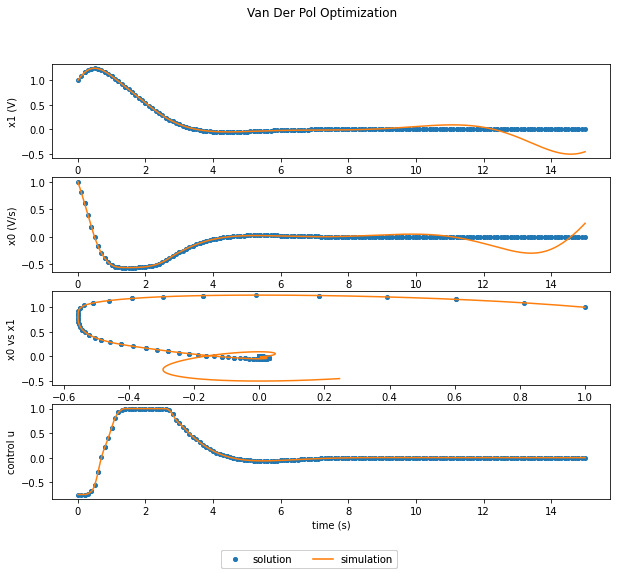 Van Der Pol Optimization
x1 (V)
1.0
0.5
0.0
−0.5
0 2 4 6 8 10 12 14
x0 (V/s)
1.0
0.5
0.0
−0.5
0 2 4 6 8 10 12 14
x0 vs x1
1.0
0.5
0.0
−0.5
−0.6 −0.4 −0.2 0.0 0.2 0.4 0.6 0.8 1.0
control u
1.0
0.5
0.0
−0.5
0 2 4 6 8 10 12 14
time (s)
solution simulation